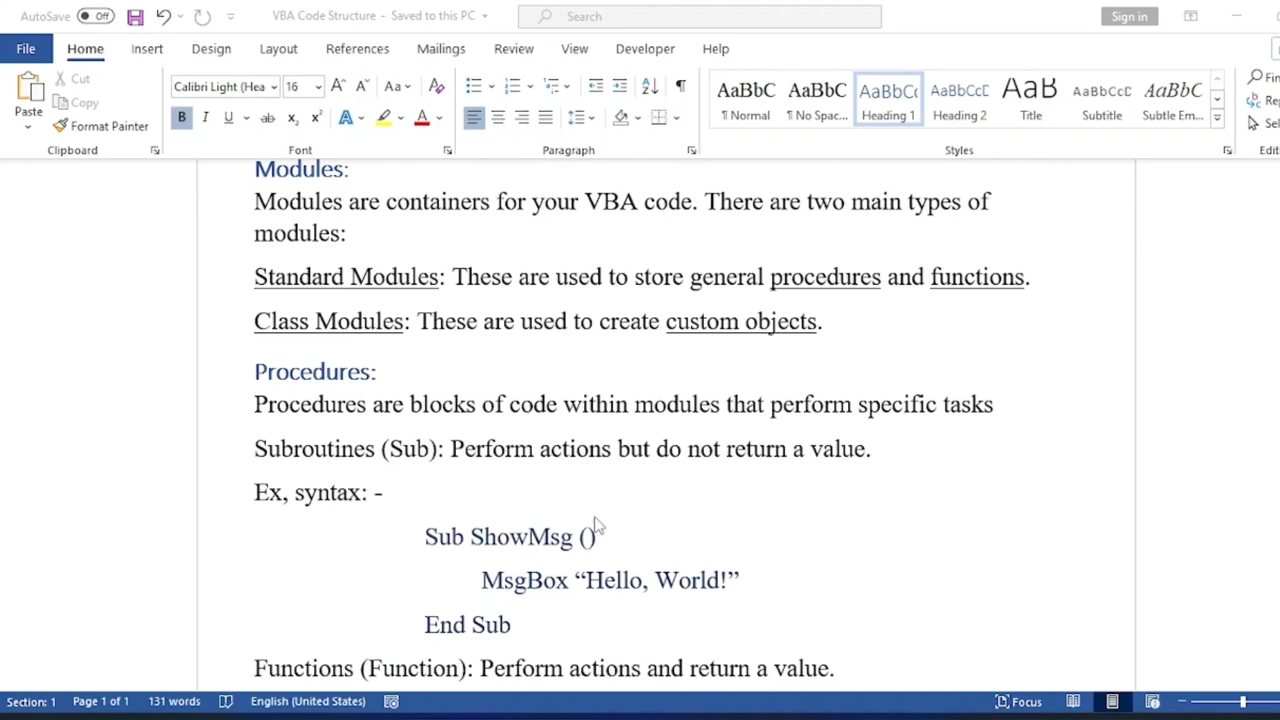 AutoSave Off VBA Code Structure - Saved to this PC Search Sign in
File Home Insert Design Layout References Mailings Review View Developer Help
Paste Cut Copy Format Painter
Calibri Light (Hea 16 Aa
AaBbC AaBbC AaBbC AaBbCcD AaB AaBbCcD AaBbC
¶ Normal ¶ No Spac... Heading 1 Heading 2 Title Subtitle Subtle Em...
Clipboard Font Paragraph Styles
Modules:
Modules are containers for your VBA code. There are two main types of
modules:
Standard Modules: These are used to store general procedures and functions.
Class Modules: These are used to create custom objects.
Procedures:
Procedures are blocks of code within modules that perform specific tasks
Subroutines (Sub): Perform actions but do not return a value.
Ex, syntax: -
Sub ShowMsg ()
MsgBox “Hello, World!”
End Sub
Functions (Function): Perform actions and return a value.
Section: 1 Page 1 of 1 131 words English (United States) Focus